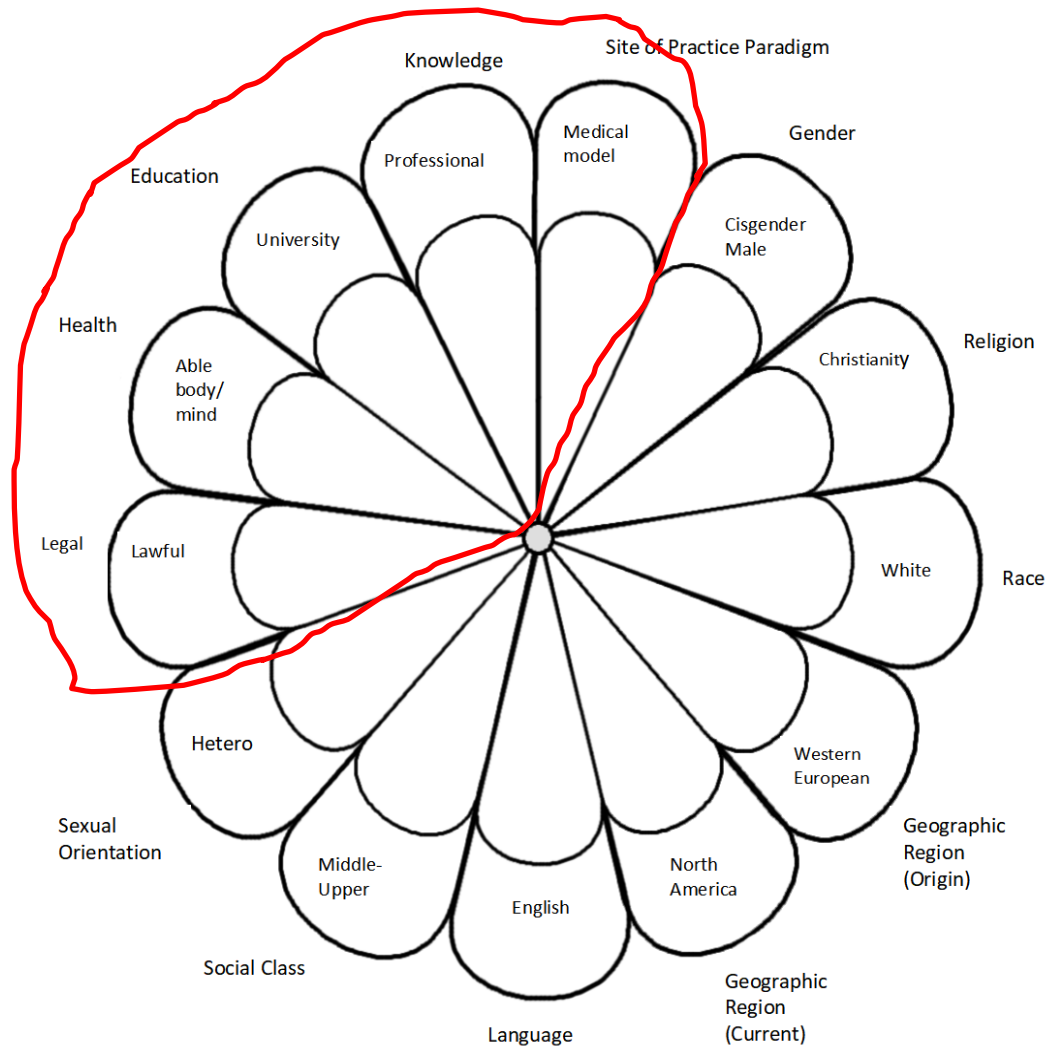 Site of Practice Paradigm
Knowledge
Medical
model
Gender
Professional
Education
Cisgender
Male
University
Health
Religion
Christianity
Able
body/
mind
Legal
Lawful
White
Race
Hetero
Western
European
Sexual
Orientation
Geographic
Region
(Origin)
Middle-
Upper
North
America
English
Social Class
Geographic
Region
(Current)
Language